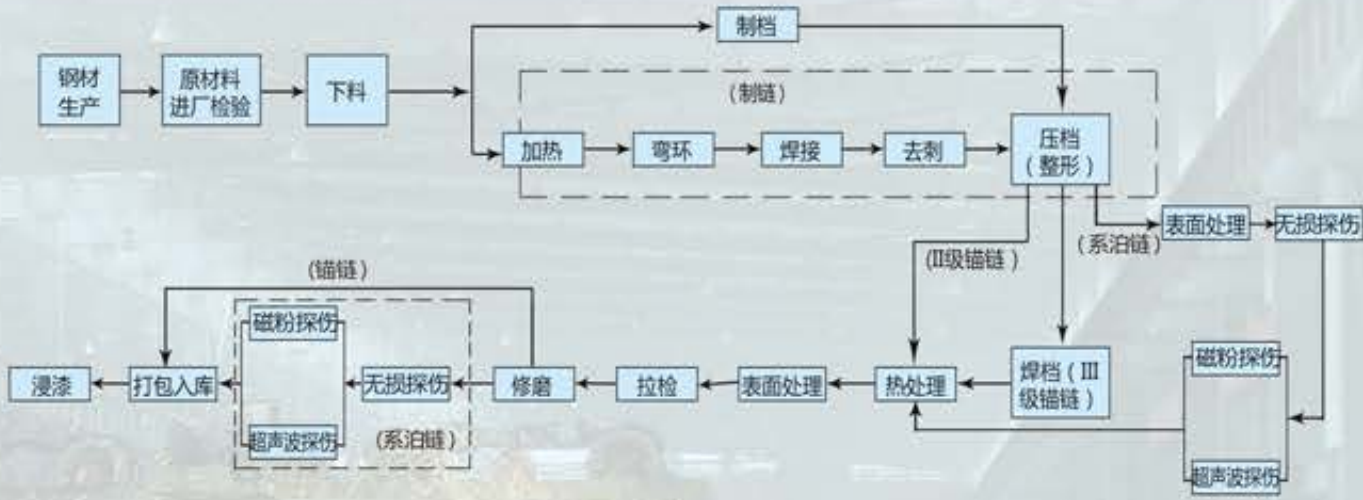 制档
钢材
生产
原材料
进厂检验
下料
(制链)
加热
弯环
焊接
去刺
压档
(整形)
表面处理
无损探伤
(II级锚链)
(系泊链)
(锚链)
磁粉探伤
浸漆
打包入库
无损探伤
修磨
拉检
表面处理
热处理
焊档(III
级锚链)
磁粉探伤
超声波探伤
(系泊链)
超声波探伤